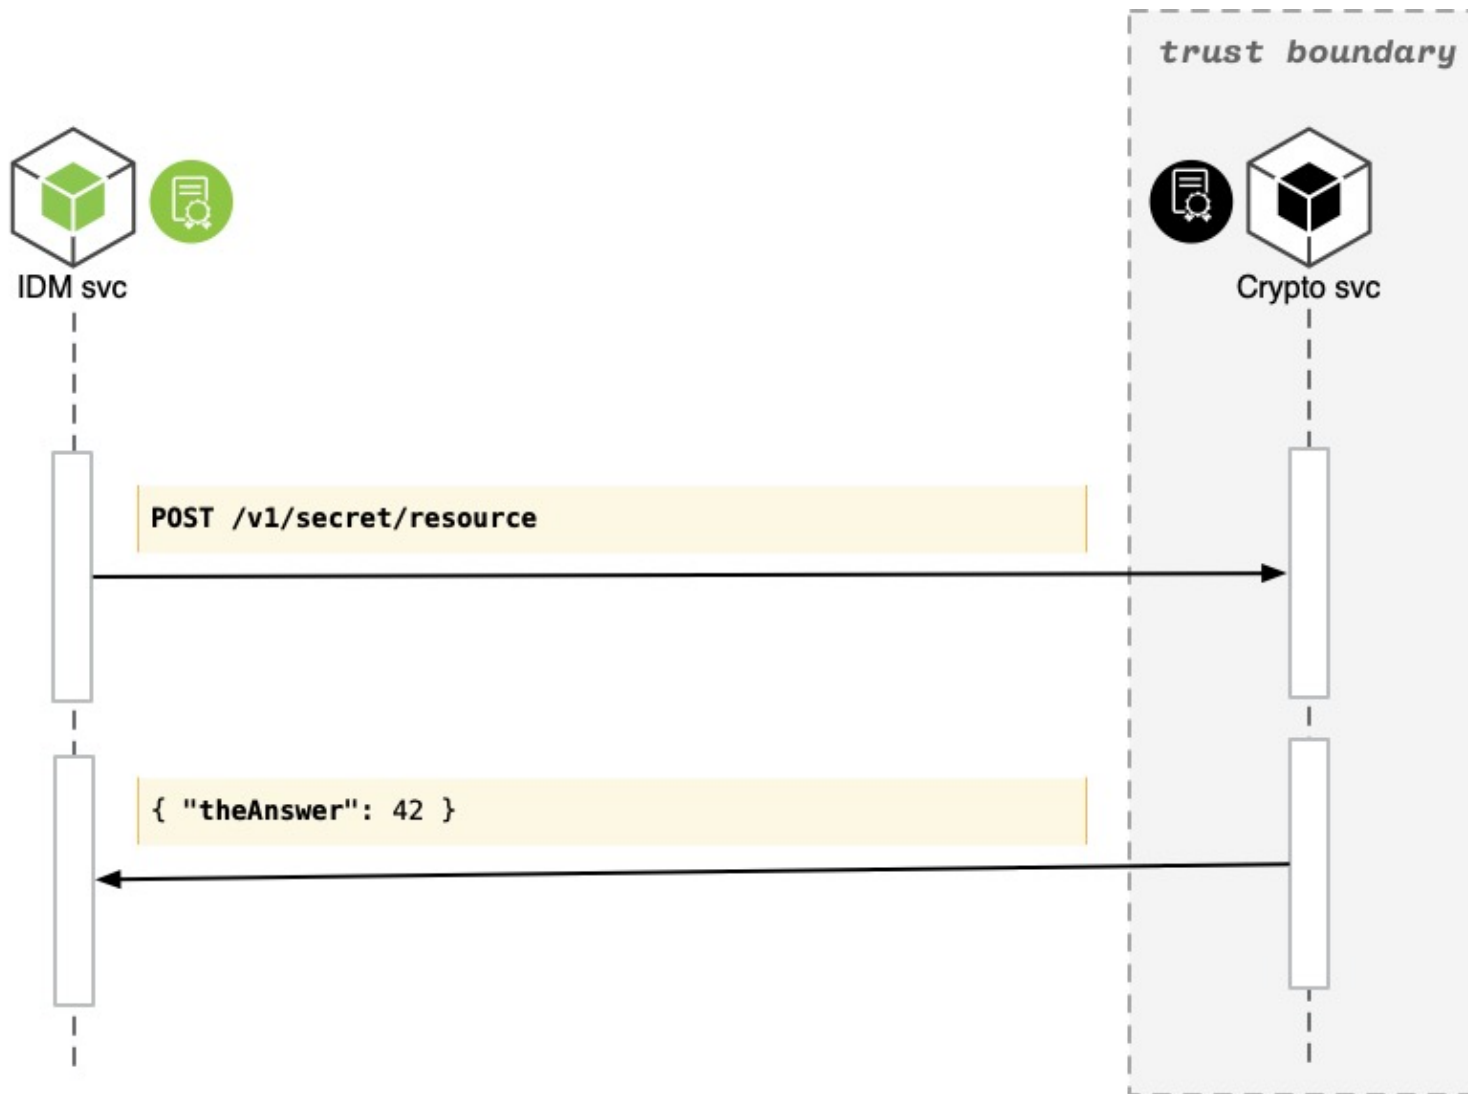 trust boundary
IDM svc
Crypto svc
POST /v1/secret/resource
{ "theAnswer": 42 }